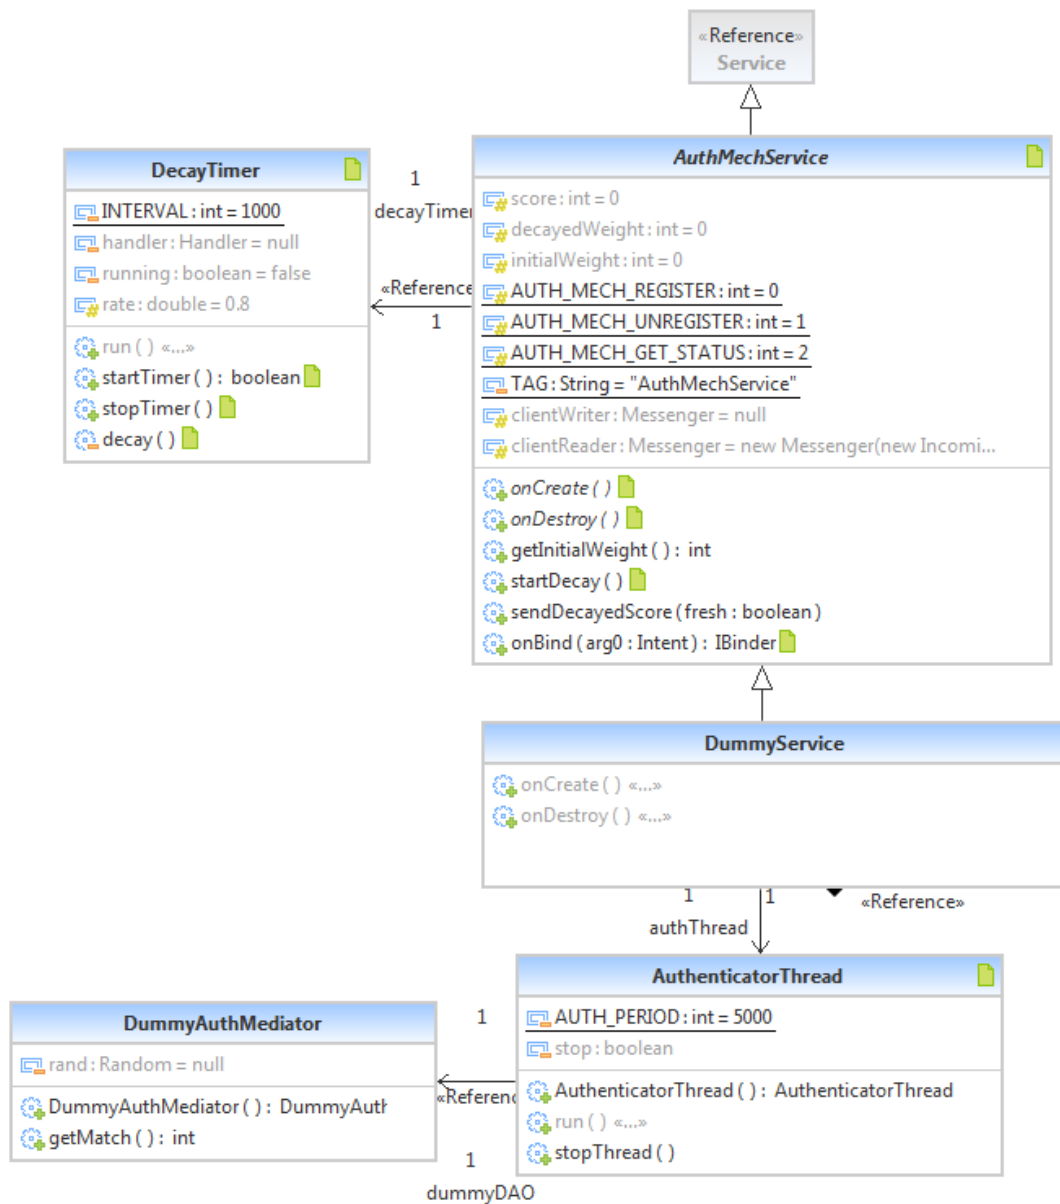 «Reference»
Service
DecayTimer
INTERVAL : int = 1000
handler : Handler = null
running : boolean = false
rate : double = 0.8
run ( ) «...»
startTimer ( ) : boolean
stopTimer ( )
decay ( )
1
decayTimer
«Reference
1
AuthMechService
score : int = 0
decayedWeight : int = 0
initialWeight : int = 0
AUTH_MECH_REGISTER : int = 0
AUTH_MECH_UNREGISTER : int = 1
AUTH_MECH_GET_STATUS : int = 2
TAG : String = "AuthMechService"
clientWriter : Messenger = null
clientReader : Messenger = new Messenger(new Incomi...
onCreate ( )
onDestroy ( )
getInitialWeight ( ) : int
startDecay ( )
sendDecayedScore ( fresh : boolean )
onBind ( arg0 : Intent ) : IBinder
DummyService
onCreate ( ) «...»
onDestroy ( ) «...»
1
1
«Reference»
authThread
AuthenticatorThread
AUTH_PERIOD : int = 5000
stop : boolean
AuthenticatorThread ( ) : AuthenticatorThread
run ( ) «...»
stopThread ( )
DummyAuthMediator
rand : Random = null
DummyAuthMediator ( ) : DummyAuth
getMatch ( ) : int
1
«Referenc
1
dummyDAO